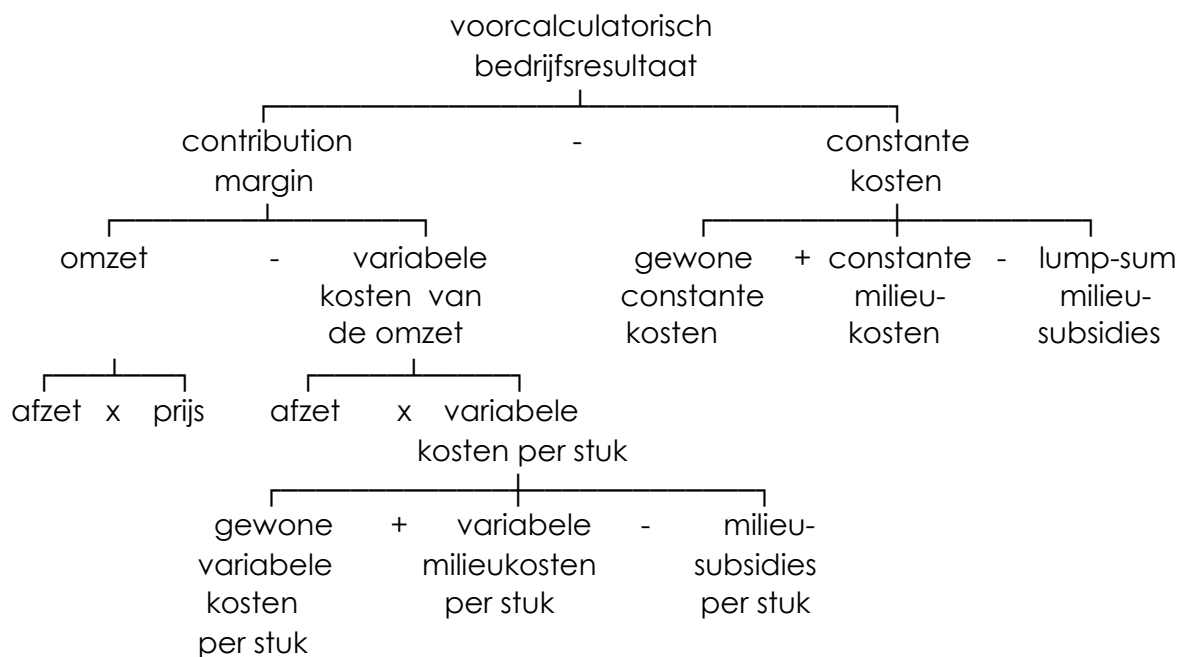 voorcalculatorisch
bedrijfsresultaat
contribution - constante
margin kosten
omzet - variabele gewone + constante - lump-sum
kosten van constante milieu- milieu-
de omzet kosten kosten subsidies
afzet x prijs afzet x variabele
kosten per stuk
gewone + variabele - milieu-
variabele milieukosten subsidies
kosten per stuk per stuk
per stuk